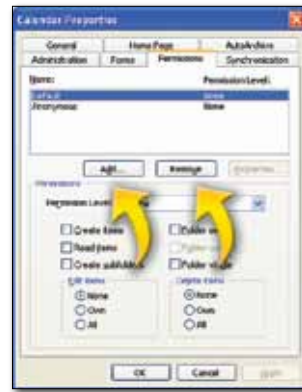 Calendar Properties
General Home Page AutoArchive
Administration Forms Permissions Synchronization
Name: Permission Level:
Default None
Anonymous None
Add... Remove Properties...
Permissions
Permission Level:
Create items Folder
Read items Folder
Create subfolders Folder visible
Edit items Delete items
None None
Own Own
All All
OK Cancel Apply